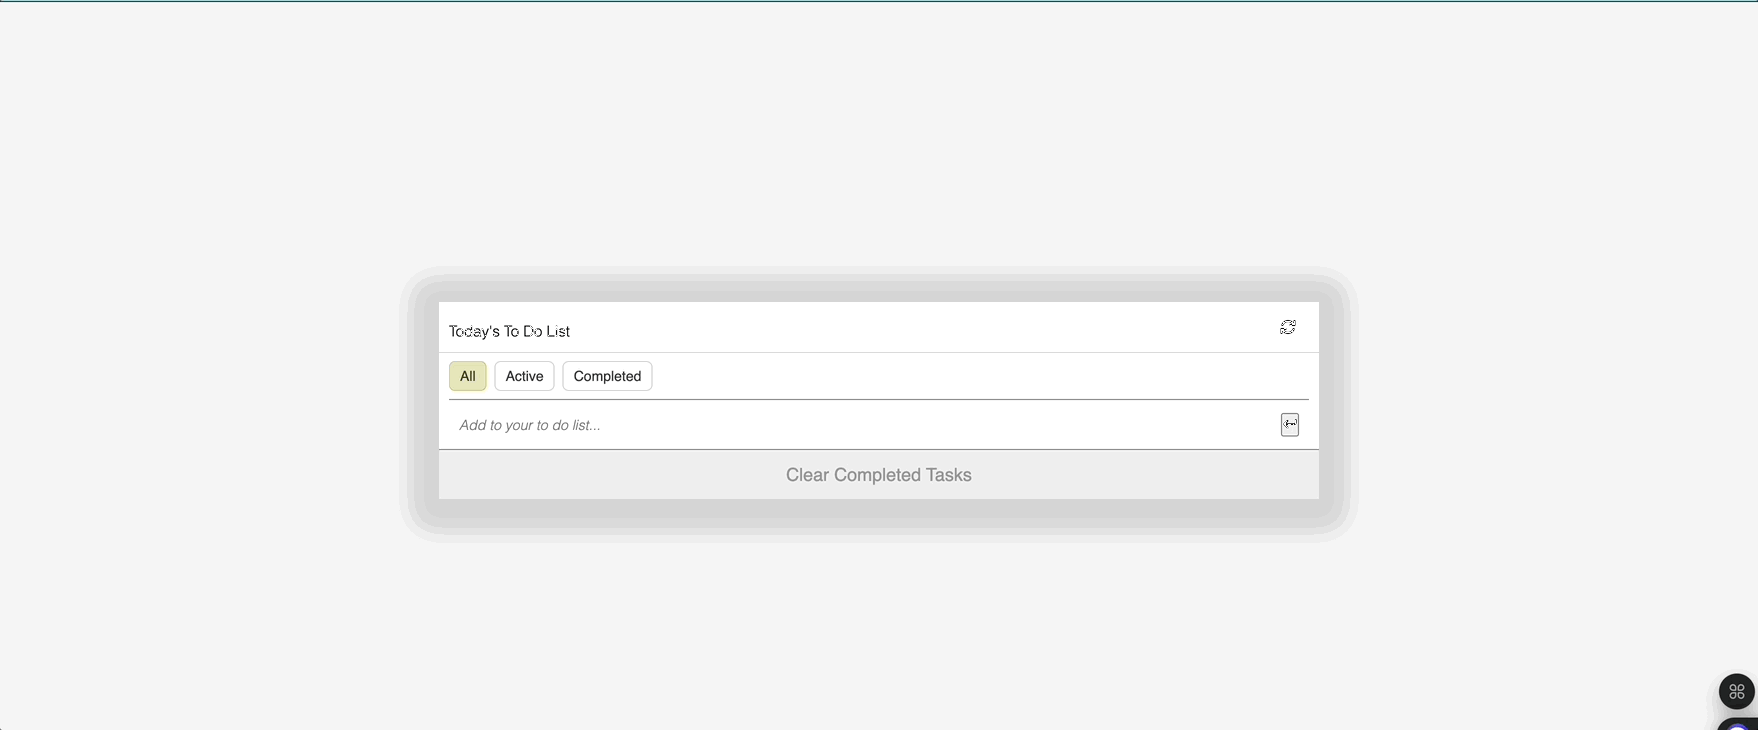 Today's To Do List
All Active Completed
Add to your to do list...
Clear Completed Tasks